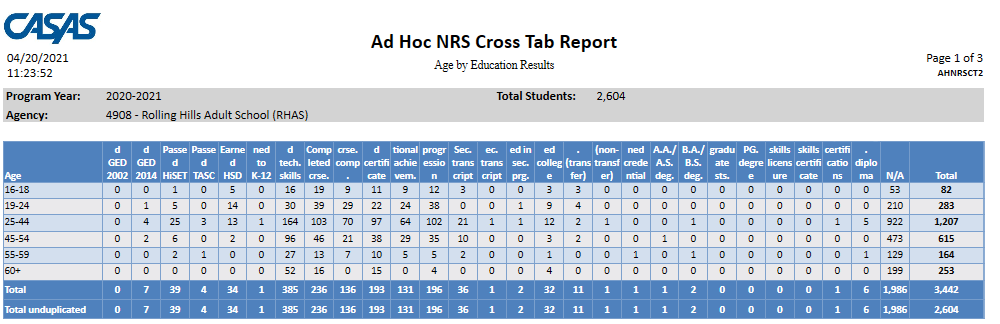 CASAS
Ad Hoc NRS Cross Tab Report
04/20/2021
Age by Education Results
Page 1 of 3
11:23:52
AHNRSCT2
Program Year: 2020-2021 Total Students: 2,604
Agency: 4908 - Rolling Hills Adult School (RHAS)
Age d GED 2002 d GED 2014 Passe d HiSET Passe d TASC Earne d HSD ned to K-12 d tech. skills Comp leted crse. crse. comp . d certifi cate tional achie vem. progr essio n Sec. trans cript ec. trans cript ed in sec. prg. ed colleg e . (trans fer) (non- transf er) ned crede ntial A.A./ A.S. deg. B.A./ B.S. deg. gradu ate sts. PG. degre e skills licens ure skills certifi cate certifi catio ns . diplo ma N/A Total
16-18 0 0 1 0 5 0 16 19 9 11 9 12 3 0 0 3 3 0 0 0 0 0 0 0 0 0 0 53 82
19-24 0 1 5 0 14 0 30 39 29 22 24 38 0 0 1 9 4 0 0 0 0 0 0 0 0 0 0 210 283
25-44 0 4 25 3 13 1 164 103 70 97 64 102 21 1 1 12 2 1 0 0 2 0 0 0 0 1 5 922 1,207
45-54 0 2 6 0 2 0 96 46 21 38 29 35 10 0 0 3 2 0 0 1 0 0 0 0 0 0 0 473 615
55-59 0 0 2 1 0 0 27 13 7 10 5 5 2 0 0 1 0 0 0 0 0 0 0 0 0 0 1 129 164
60+ 0 0 0 0 0 0 52 16 0 15 0 4 0 0 0 4 0 0 0 0 0 0 0 0 0 0 0 199 253
Total 0 7 39 4 34 1 385 236 136 193 131 196 36 1 2 32 11 1 0 1 2 0 0 0 0 1 6 1,986 3,442
Total unduplicated 0 7 39 4 34 1 385 236 136 193 131 196 36 1 2 32 11 1 0 1 2 0 0 0 0 1 6 1,986 2,604